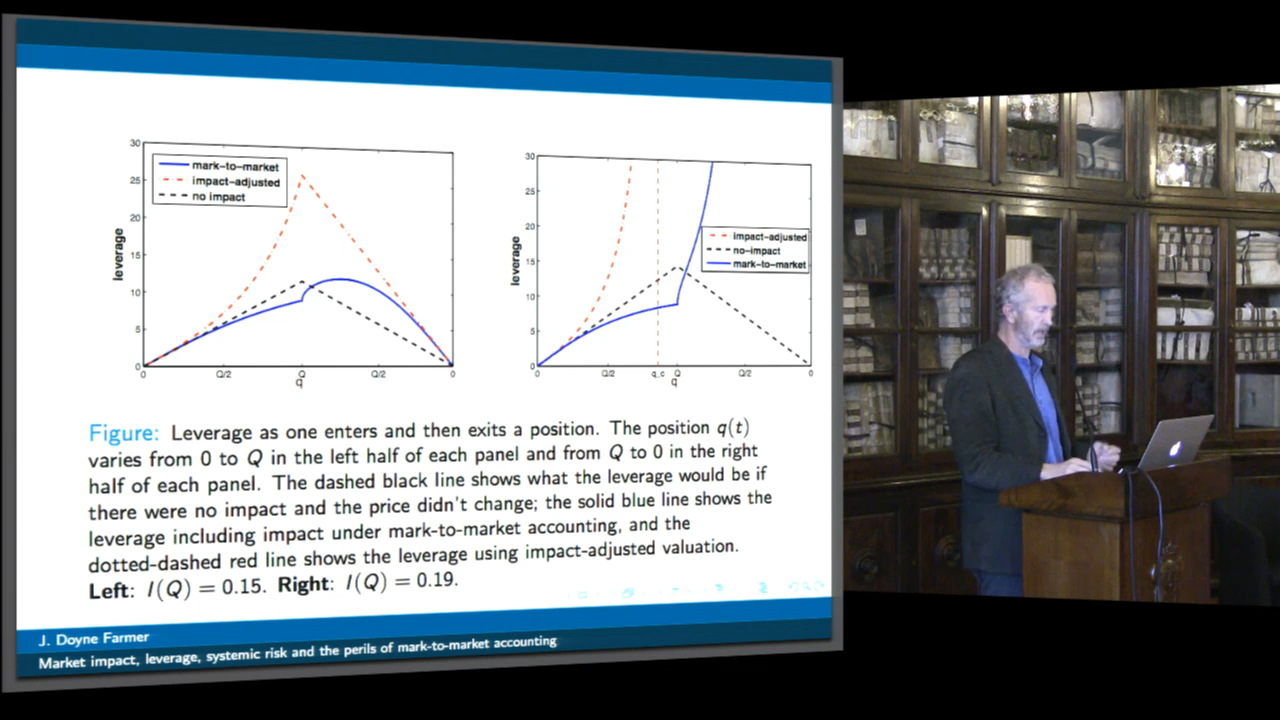 30
25
20
15
10
5
0
leverage
mark-to-market
impact-adjusted
no impact
0
Q/2
Q
Q/2
0
q
30
25
20
15
10
5
0
leverage
impact-adjusted
no-impact
mark-to-market
0
Q/2
q_c
Q
Q/2
0
q
Figure: Leverage as one enters and then exits a position. The position q(t)
varies from 0 to Q in the left half of each panel and from Q to 0 in the right
half of each panel. The dashed black line shows what the leverage would be if
there were no impact and the price didn't change; the solid blue line shows the
leverage including impact under mark-to-market accounting, and the
dotted-dashed red line shows the leverage using impact-adjusted valuation.
Left: I(Q) = 0.15. Right: I(Q) = 0.19.
J. Doyne Farmer
Market impact, leverage, systemic risk and the perils of mark-to-market accounting